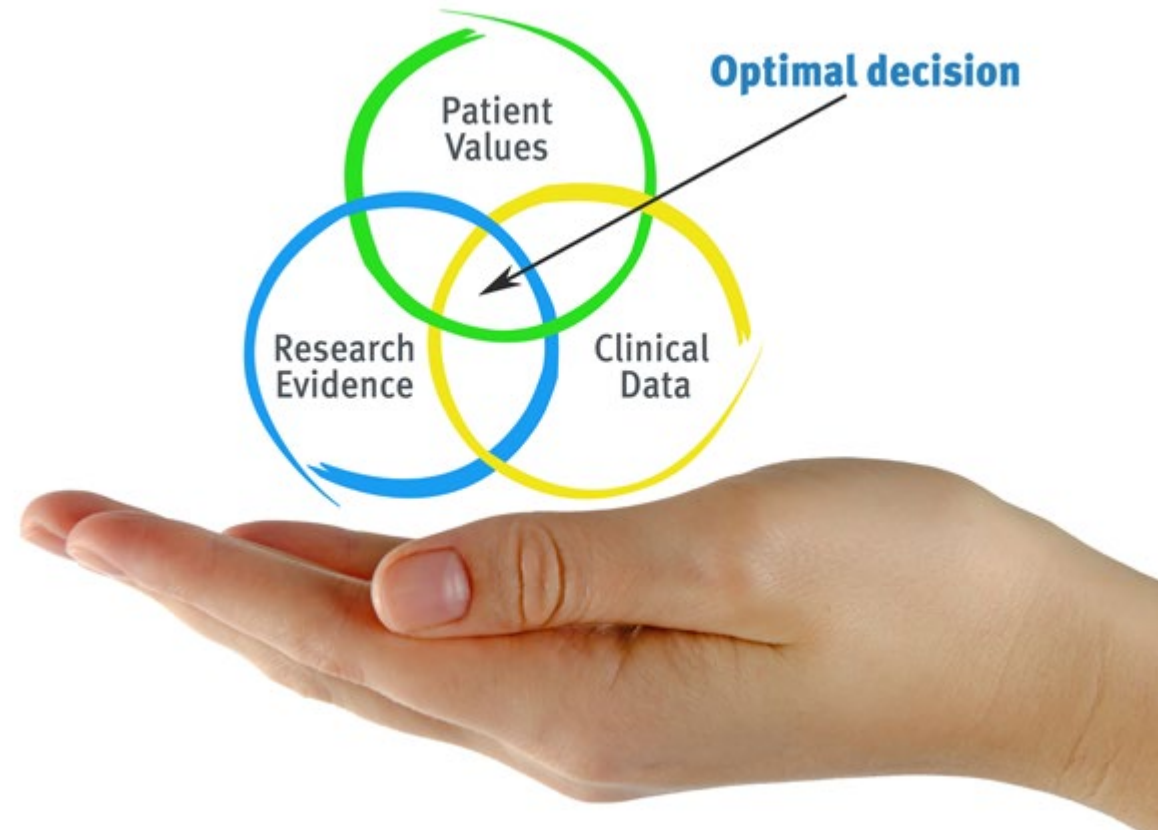 Optimal decision
Patient
Values
Research
Evidence
Clinical
Data